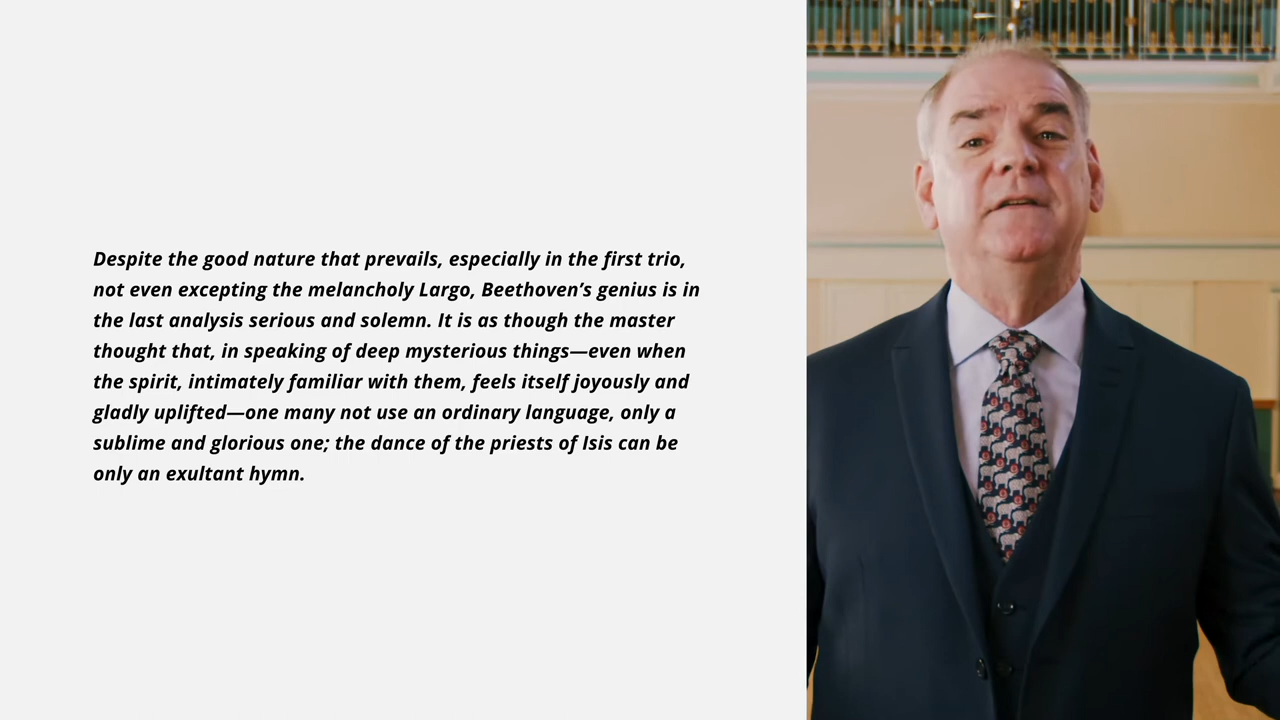 Despite the good nature that prevails, especially in the first trio,
not even excepting the melancholy Largo, Beethoven’s genius is in
the last analysis serious and solemn. It is as though the master
thought that, in speaking of deep mysterious things—even when
the spirit, intimately familiar with them, feels itself joyously and
gladly uplifted—one many not use an ordinary language, only a
sublime and glorious one; the dance of the priests of Isis can be
only an exultant hymn.